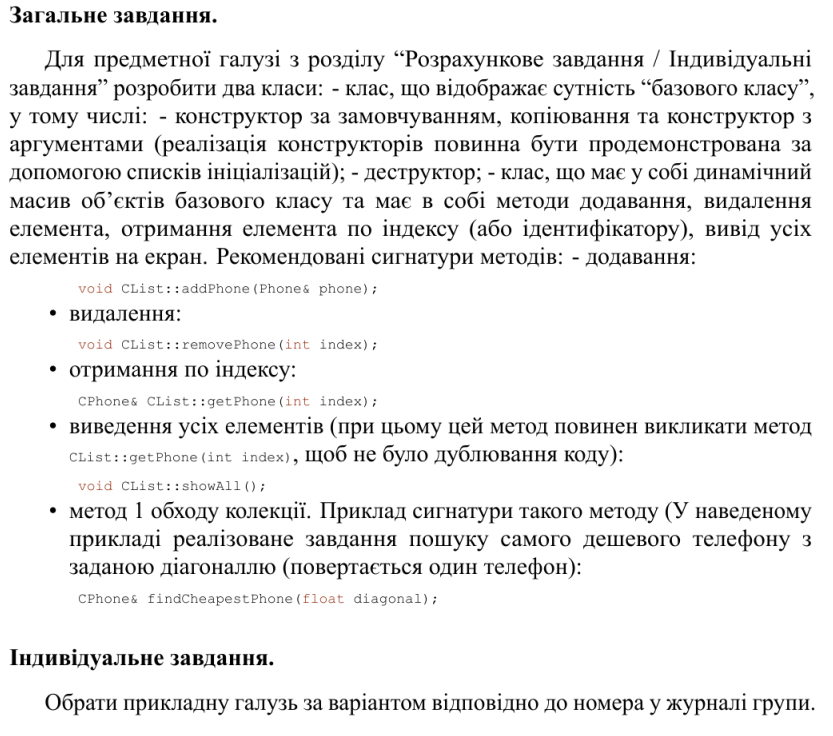 Загальне завдання.
Для предметної галузі з розділу “Розрахункове завдання / Індивідуальні
завдання” розробити два класи: - клас, що відображає сутність “базового класу”,
у тому числі: - конструктор за замовчуванням, копіювання та конструктор з
аргументами (реалізація конструкторів повинна бути продемонстрована за
допомогою списків ініціалізацій); - деструктор; - клас, що має у собі динамічний
масив об’єктів базового класу та має в собі методи додавання, видалення
елемента, отримання елемента по індексу (або ідентифікатору), вивід усіх
елементів на екран. Рекомендовані сигнатури методів: - додавання:
void CList::addPhone(Phone& phone);
• видалення:
void CList::removePhone(int index);
• отримання по індексу:
CPhone& CList::getPhone(int index);
• виведення усіх елементів (при цьому цей метод повинен викликати метод
CList::getPhone(int index), щоб не було дублювання коду):
void CList::showAll();
• метод 1 обходу колекції. Приклад сигнатури такого методу (У наведеному
прикладі реалізоване завдання пошуку самого дешевого телефону з
заданою діагоналлю (повертається один телефон):
CPhone& findCheapestPhone(float diagonal);
Індивідуальне завдання.
Обрати прикладну галузь за варіантом відповідно до номера у журналі групи.